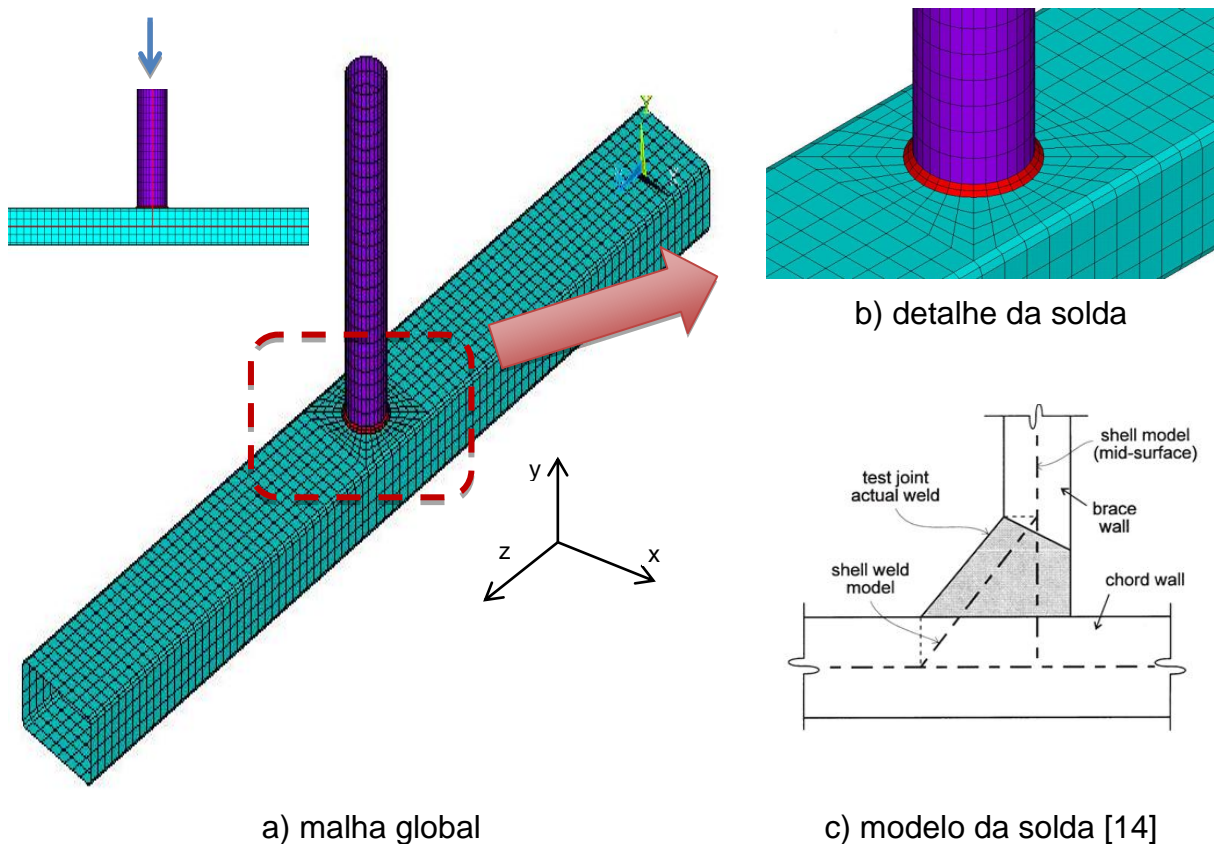 y
z
x
a) malha global
b) detalhe da solda
shell model
(mid-surface)
test joint
actual weld
brace
wall
shell weld
model
chord wall
c) modelo da solda [14]